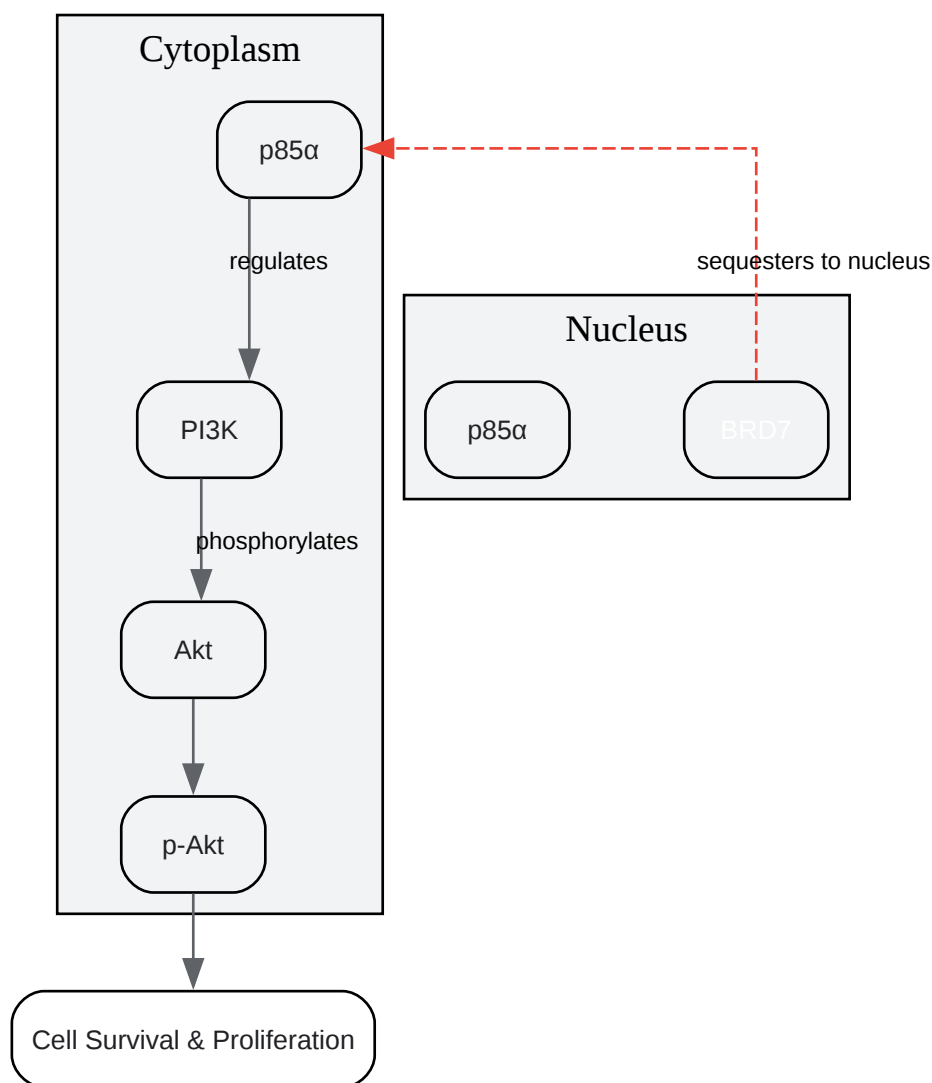 Cytoplasm
p85α
regulates
sequesters to nucleus
Nucleus
PI3K
p85α
BRD7
phosphorylates
Akt
p-Akt
Cell Survival & Proliferation